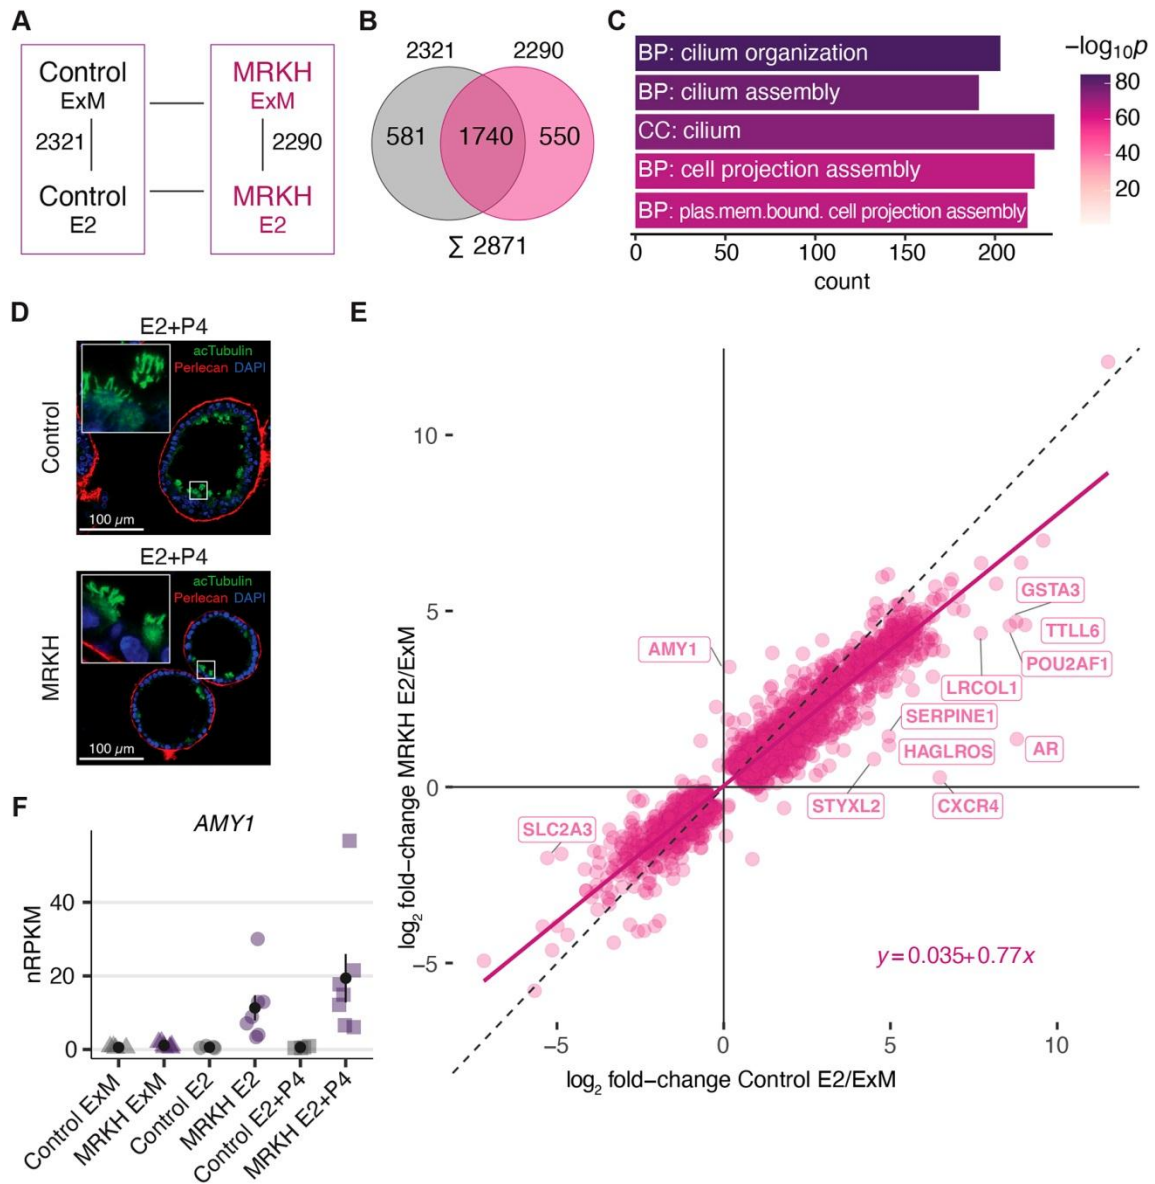 A
Control
ExM
2321
Control
E2
MRKH
ExM
2290
MRKH
E2
B
2321
2290
581
1740
550
∑ 2871
C
BP: cilium organization
BP: cilium assembly
CC: cilium
BP: cell projection assembly
BP: plas.mem.bound. cell projection assembly
0
50
100
150
200
count
−log10p
80
60
40
20
D
E2+P4
Control
acTubulin
Perlecan DAPI
100 µm
E2+P4
MRKH
acTubulin
Perlecan DAPI
100 µm
E
log2 fold−change MRKH E2/ExM
10
5
0
−5
AMY1
GSTA3
TTLL6
POU2AF1
LRCOL1
SERPINE1
HAGLROS
AR
STYXL2
CXCR4
SLC2A3
y=0.035+0.77x
−5
0
5
10
log2 fold−change Control E2/ExM
F
AMY1
nRPKM
40
20
0
Control ExM
MRKH ExM
Control E2
MRKH E2
Control E2+P4
MRKH E2+P4